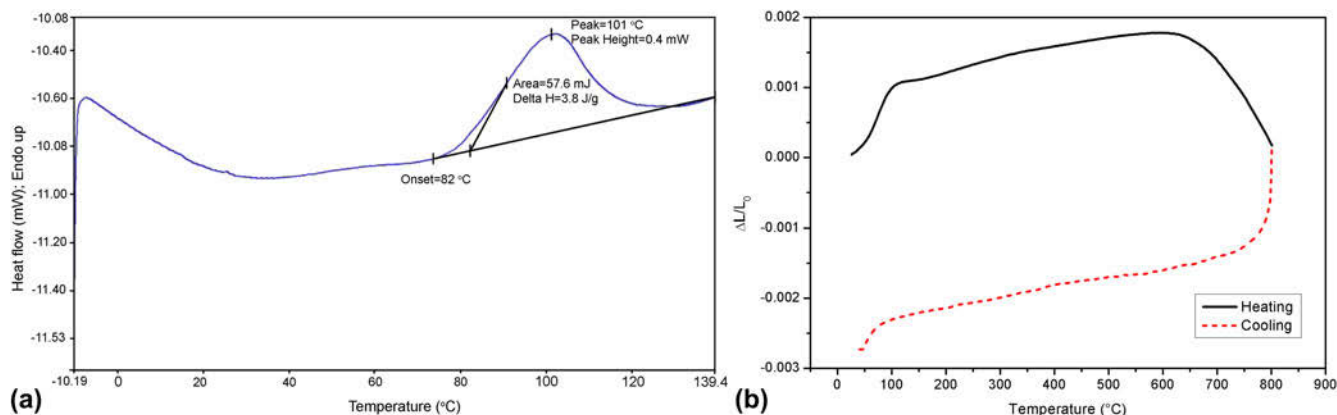 -10.08
-10.40
-10.60
-10.08
-11.00
-11.20
-11.40
-11.53
Heat flow (mW); Endo up
Peak=101 °C
Peak Height=0.4 mW
Area=57.6 mJ
Delta H=3.8 J/g
Onset=82 °C
-10.19 0 20 40 60 80 100 120 139.4
Temperature (°C)
(a)
0.002
0.001
0.000
-0.001
-0.002
-0.003
ΔL/L0
Heating
Cooling
0 100 200 300 400 500 600 700 800 900
Temperature (°C)
(b)